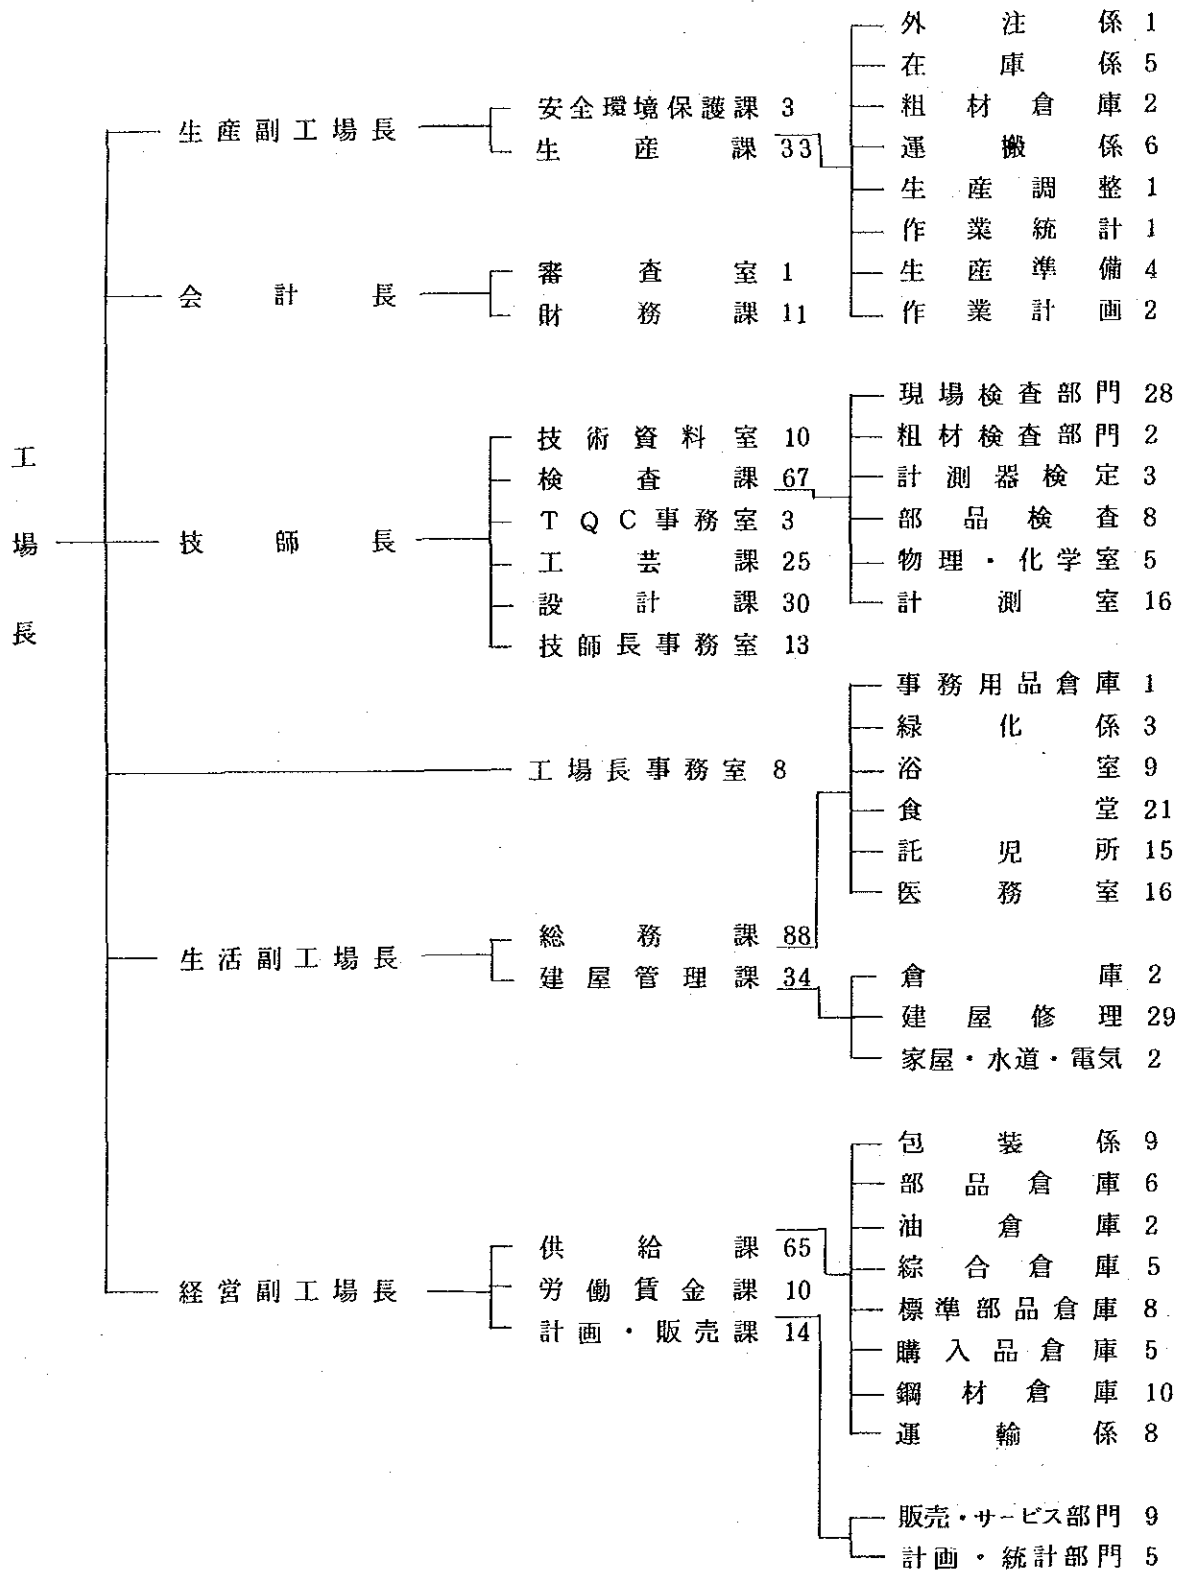 工場長
生産副工場長
安全環境保護課 3
生産課 33
外注係 1
在庫係 5
粗材倉庫 2
運搬係 6
生産調整 1
作業統計 1
生産準備 4
作業計画 2
会計長
審査室 1
財務課 11
技師長
技術資料室 10
検査課 67
TQC事務室 3
工芸課 25
設計課 30
技師長事務室 13
現場検査部門 28
粗材検査部門 2
計測器検定 3
部品検査 8
物理・化学室 5
計測室 16
工場長事務室 8
生活副工場長
総務課 88
建屋管理課 34
事務用品倉庫 1
緑化係 3
浴室 9
食堂 21
託児所 15
医務室 16
倉庫 2
建屋修理 29
家屋・水道・電気 2
経営副工場長
供給課 65
労働賃金課 10
計画・販売課 14
包装係 9
部品倉庫 6
油倉庫 2
綜合倉庫 5
標準部品倉庫 8
購入品倉庫 5
鋼材倉庫 10
運輸係 8
販売・サービス部門 9
計画・統計部門 5